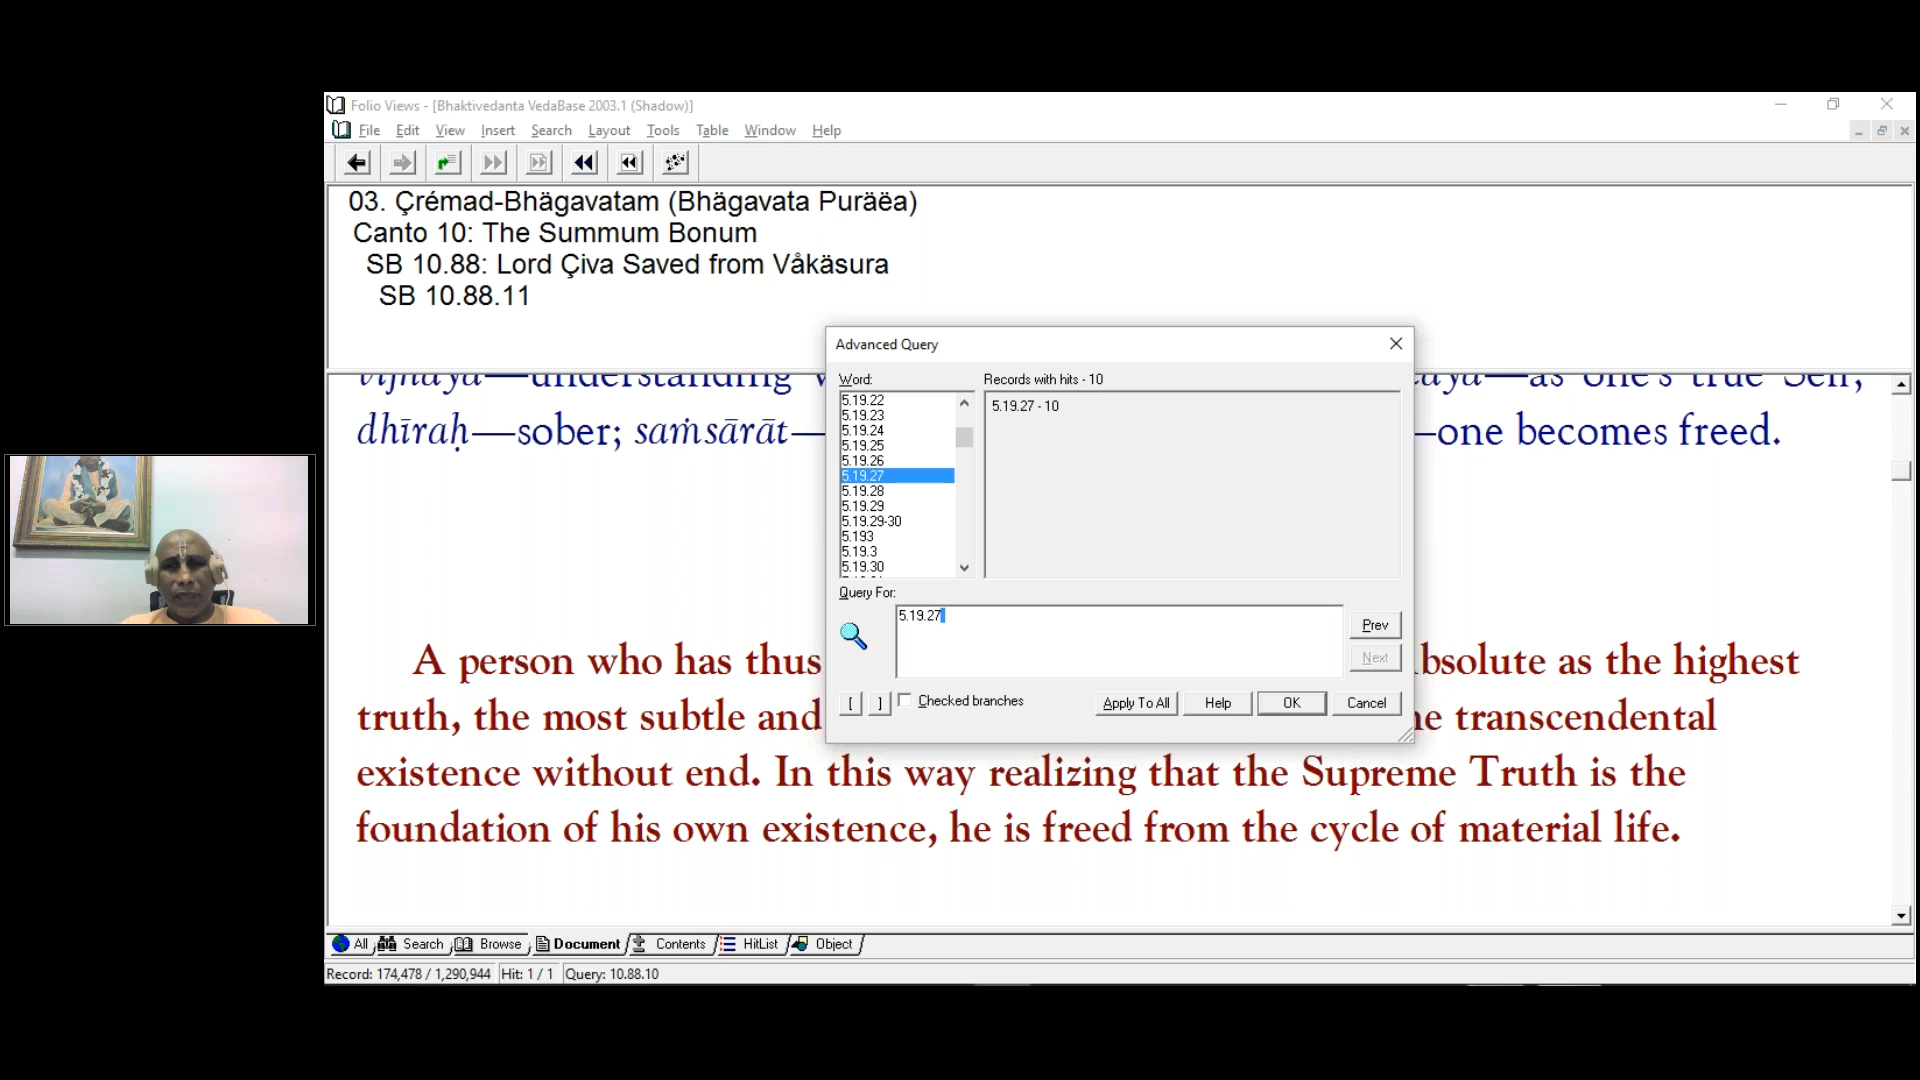 Folio Views - [Bhaktivedanta VedaBase 2003.1 (Shadow)]
File Edit View Insert Search Layout Tools Table Window Help
03. Çrémad-Bhägavatam (Bhägavata Puräëa)
Canto 10: The Summum Bonum
SB 10.88: Lord Çiva Saved from Våkäsura
SB 10.88.11
Advanced Query
Word:
Records with hits - 10
5.19.22
5.19.23
5.19.24
5.19.25
5.19.26
5.19.27
5.19.28
5.19.29
5.19.29-30
5.193
5.19.3
5.19.30
5.19.27 - 10
Query For:
5.19.27
Prev
Next
[ ] Checked branches Apply To All Help OK Cancel
vijñāya—understanding as one's true Self;
dhīraḥ—sober; saṁsārāt— —one becomes freed.
A person who has thus bsolute as the highest
truth, the most subtle and transcendental
existence without end. In this way realizing that the Supreme Truth is the
foundation of his own existence, he is freed from the cycle of material life.
All Search Browse Document Contents HitList Object
Record: 174,478 / 1,290,944 Hit: 1 / 1 Query: 10.88.10